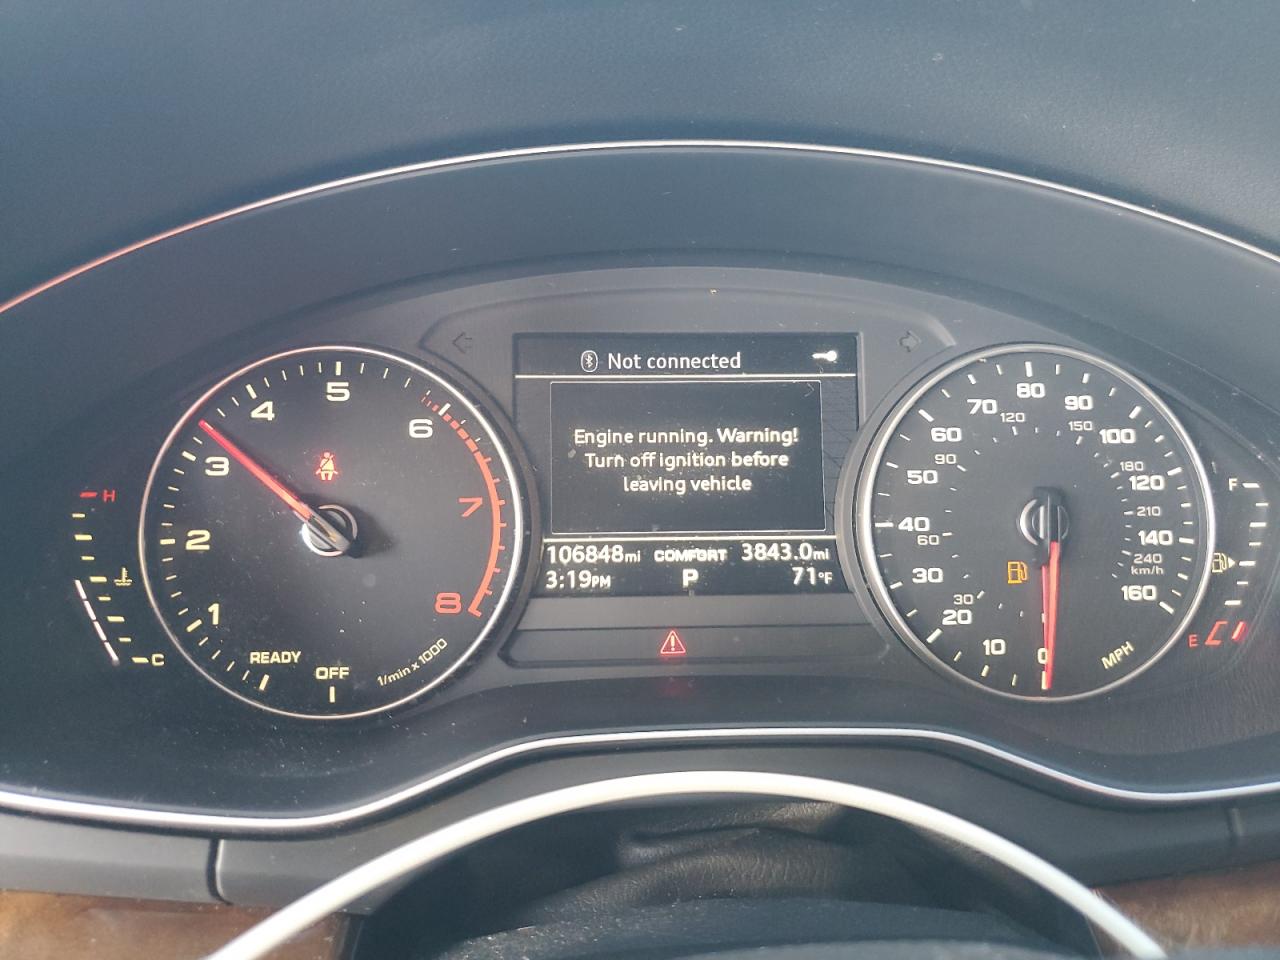 Not connected
Engine running. Warning!
Turn off ignition before
leaving vehicle
106848mi COMFORT 3843.0mi
3:19PM P 71°F
H
C
OFF
READY
1
2
3
4
5
6
7
8
1/min x 1000
0
10
20
30
40
50
60
70
80
90
100
120
140
160
MPH
30
60
90
120
150
180
210
240
km/h
F
E